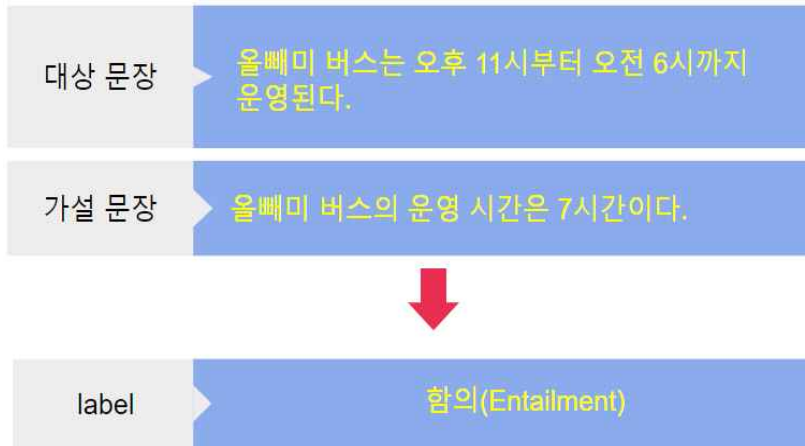 대상 문장
올빼미 버스는 오후 11시부터 오전 6시까지
운영된다.
가설 문장
올빼미 버스의 운영 시간은 7시간이다.
label
함의(Entailment)